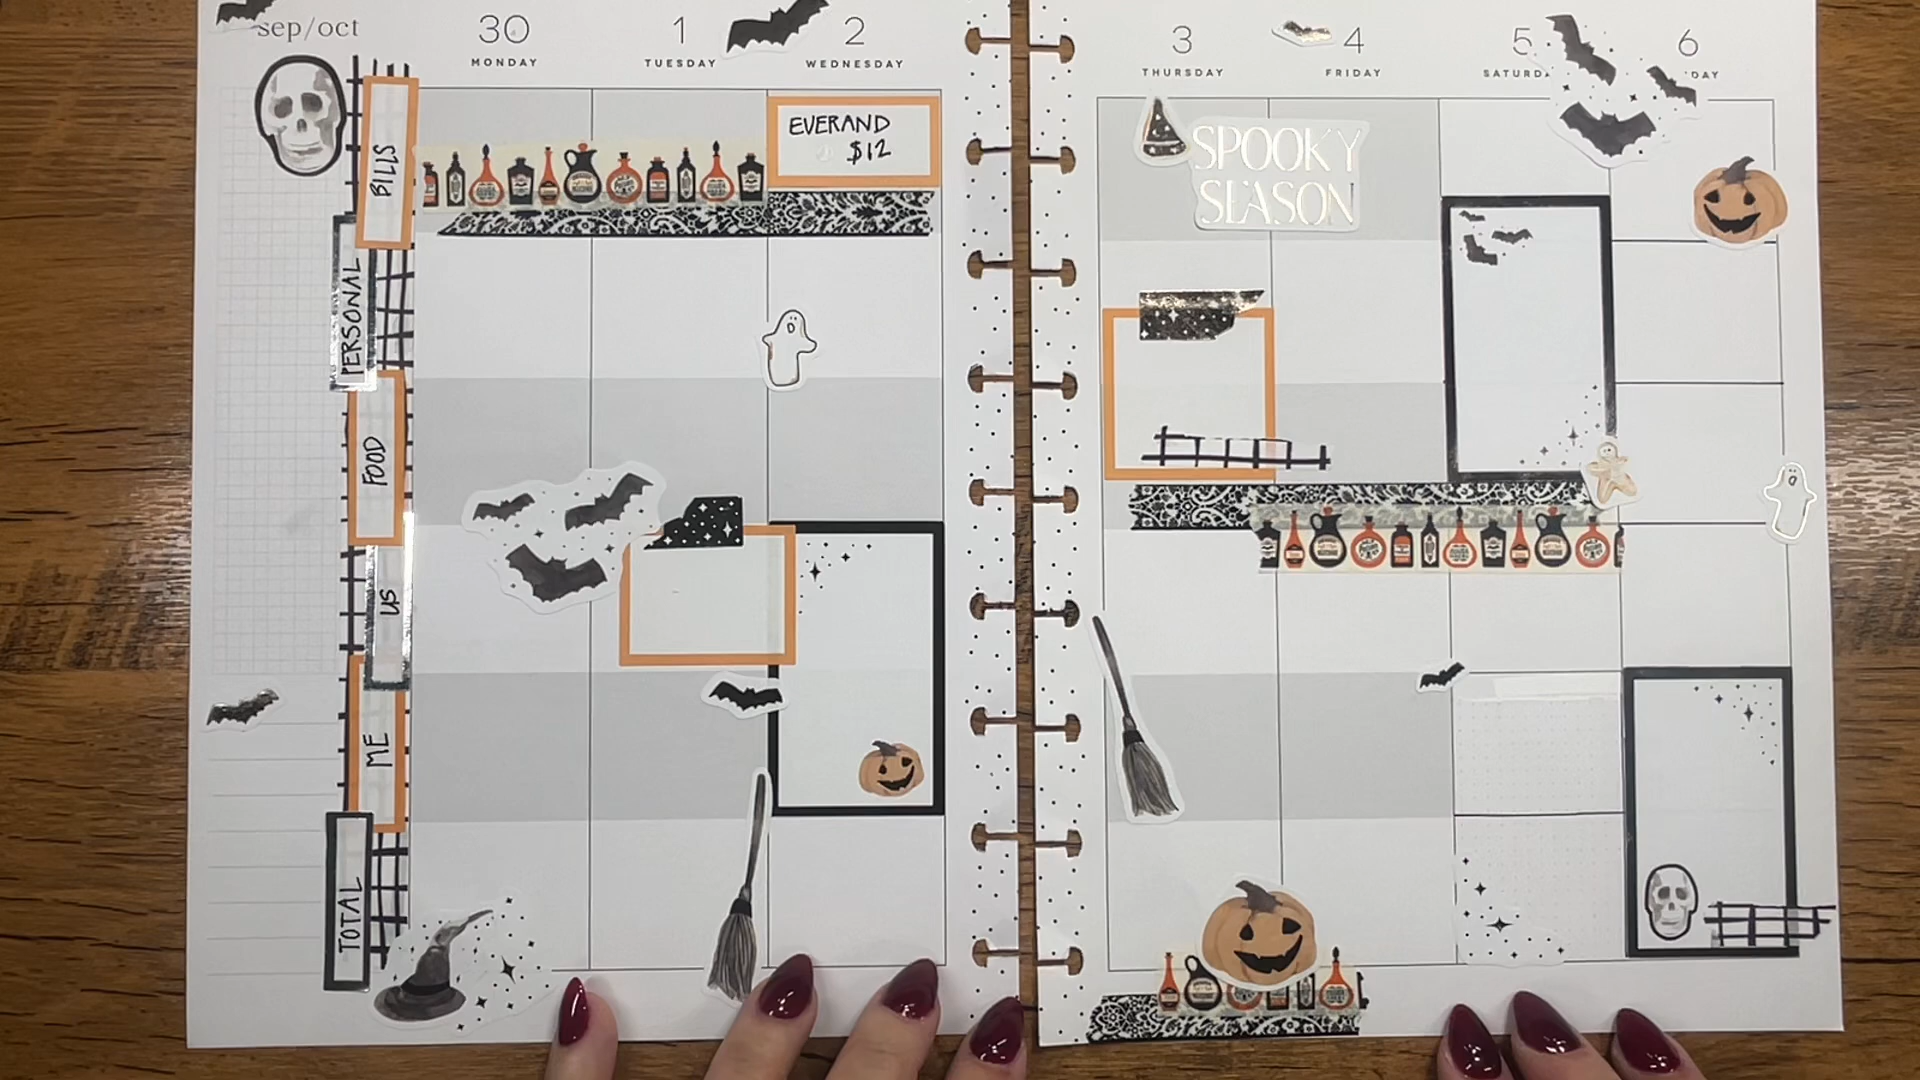 sep/oct
30
MONDAY
1
TUESDAY
2
WEDNESDAY
3
THURSDAY
4
FRIDAY
5
6
BILLS
PERSONAL
FOOD
US
ME
TOTAL
EVERAND
$12
SPOOKY
SEASON